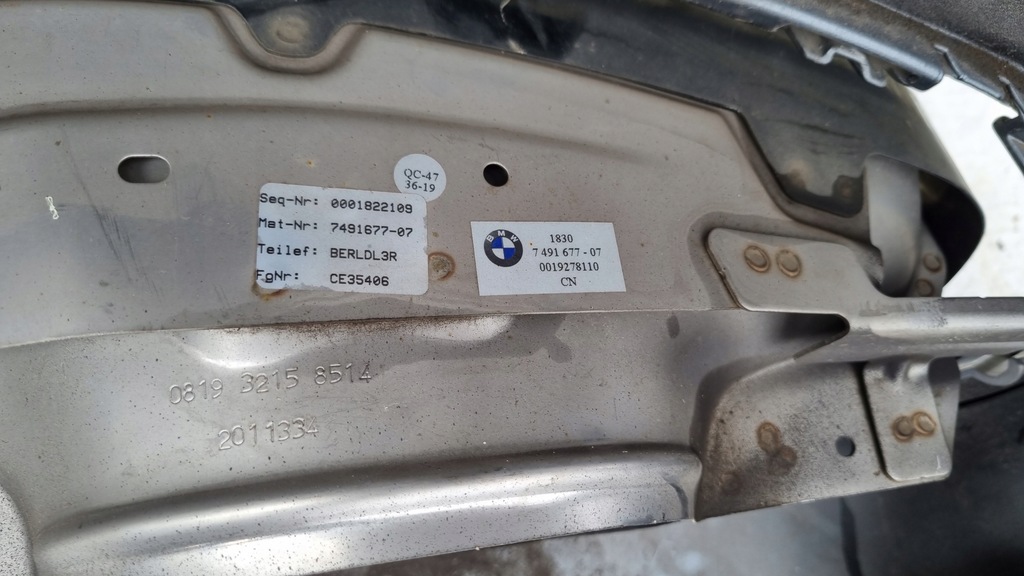 QC-47
36-19
Seq-Nr: 0001822109
Mat-Nr: 7491677-07
Teilef: BERLDL3R
FgNr: CE35406
BMW
1830
7 491 677 - 07
0019278110
CN
0819 3215 8514
2011334